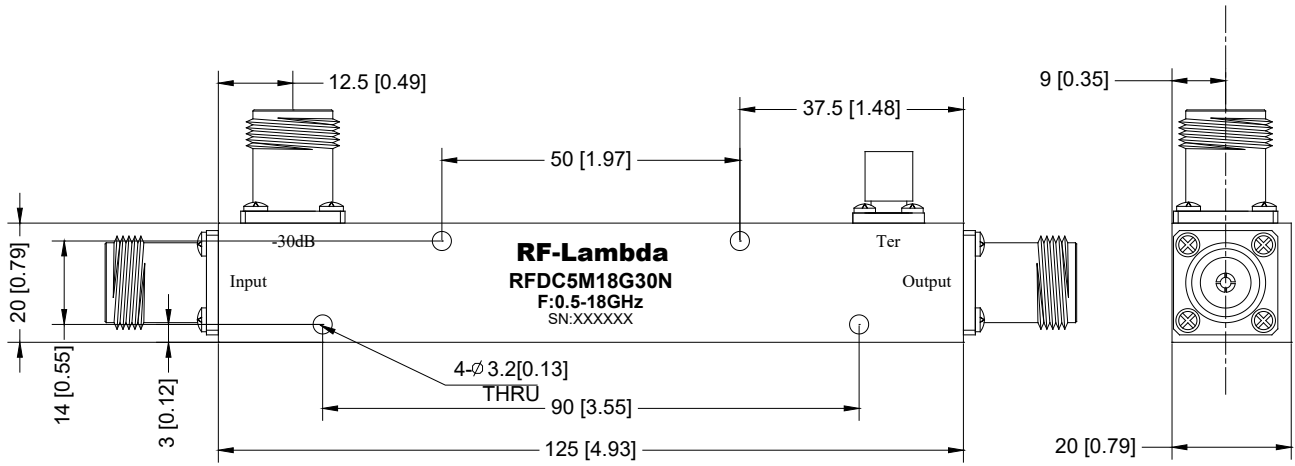 12.5 [0.49]
9 [0.35]
37.5 [1.48]
50 [1.97]
-30dB
Ter
RF-Lambda
RFDC5M18G30N
F:0.5-18GHz
SN:XXXXXX
Input
Output
20 [0.79]
14 [0.55]
3 [0.12]
4-Ø 3.2[0.13]
THRU
90 [3.55]
125 [4.93]
20 [0.79]